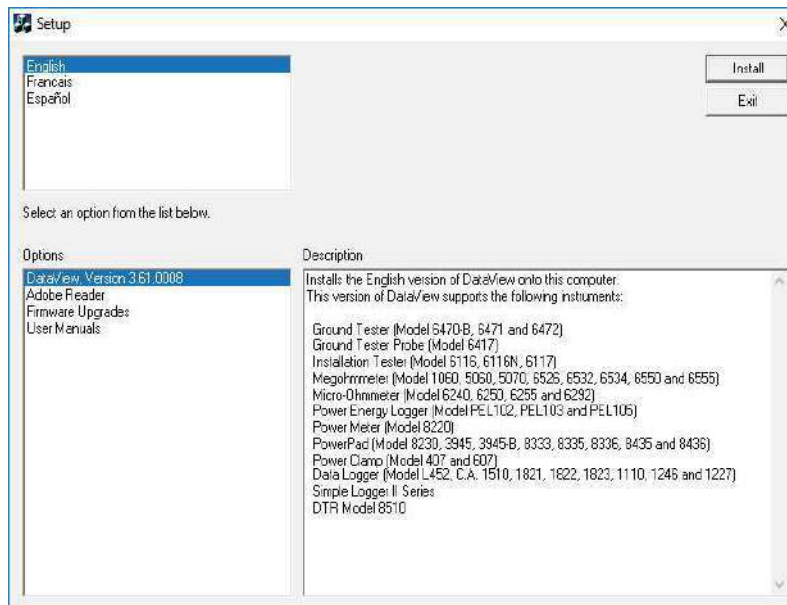 Setup
English
Francais
Español
Install
Exit
Select an option from the list below.
Options
DataView, Version 3.61.0008
Adobe Reader
Firmware Upgrades
User Manuals
Description
Installs the English version of DataView onto this computer.
This version of DataView supports the following instruments:
Ground Tester (Model 6470-B, 6471 and 6472)
Ground Tester Probe (Model 6417)
Installation Tester (Model 6116, 6116N, 6117)
Megohmmeter (Model 1060, 5060, 5070, 6526, 6532, 6534, 6550 and 6555)
Micro-Ohmmeter (Model 6240, 6250, 6255 and 6292)
Power Energy Logger (Model PEL102, PEL103 and PEL105)
Power Meter (Model 8220)
PowerPad (Model 8230, 3945, 3945-B, 8333, 8335, 8336, 8435 and 8436)
Power Clamp (Model 407 and 607)
Data Logger (Model L452, C.A. 1510, 1821, 1822, 1823, 1110, 1246 and 1227)
Simple Logger II Series
DTR Model 8510